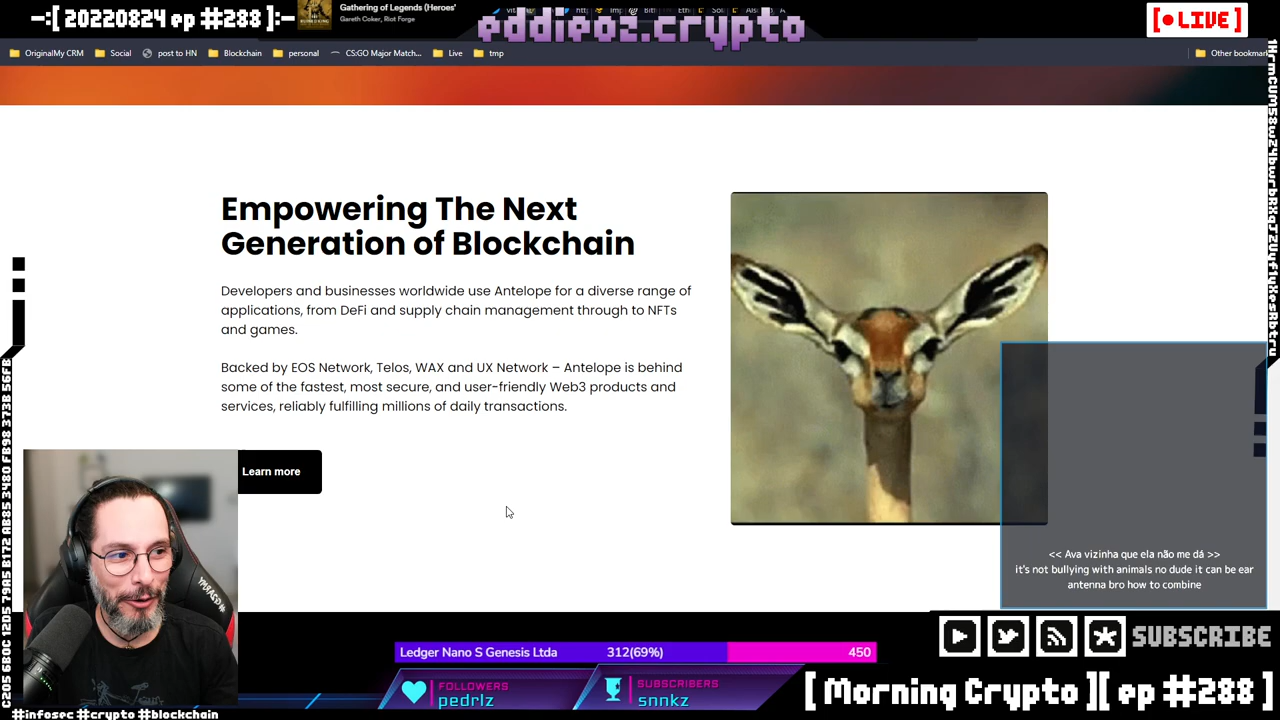 -:[ 20220824 ep #288 ]:-
Gathering of Legends (Heroes'
Gareth Coker, Riot Forge
eddieoz.crypto
[ • LIVE ]
OriginalMy CRM
Social
post to HN
Blockchain
personal
CS:GO Major Match...
Live
tmp
Other bookmar
Empowering The Next
Generation of Blockchain
Developers and businesses worldwide use Antelope for a diverse range of
applications, from DeFi and supply chain management through to NFTs
and games.
Backed by EOS Network, Telos, WAX and UX Network – Antelope is behind
some of the fastest, most secure, and user-friendly Web3 products and
services, reliably fulfilling millions of daily transactions.
Learn more
<< Ava vizinha que ela não me dá >>
it's not bullying with animals no dude it can be ear
antenna bro how to combine
SUBSCRIBE
Ledger Nano S Genesis Ltda
312(69%)
450
FOLLOWERS
pedrlz
SUBSCRIBERS
snnkz
[ Morning Crypto ][ ep #288 ]
#infosec #crypto #blockchain